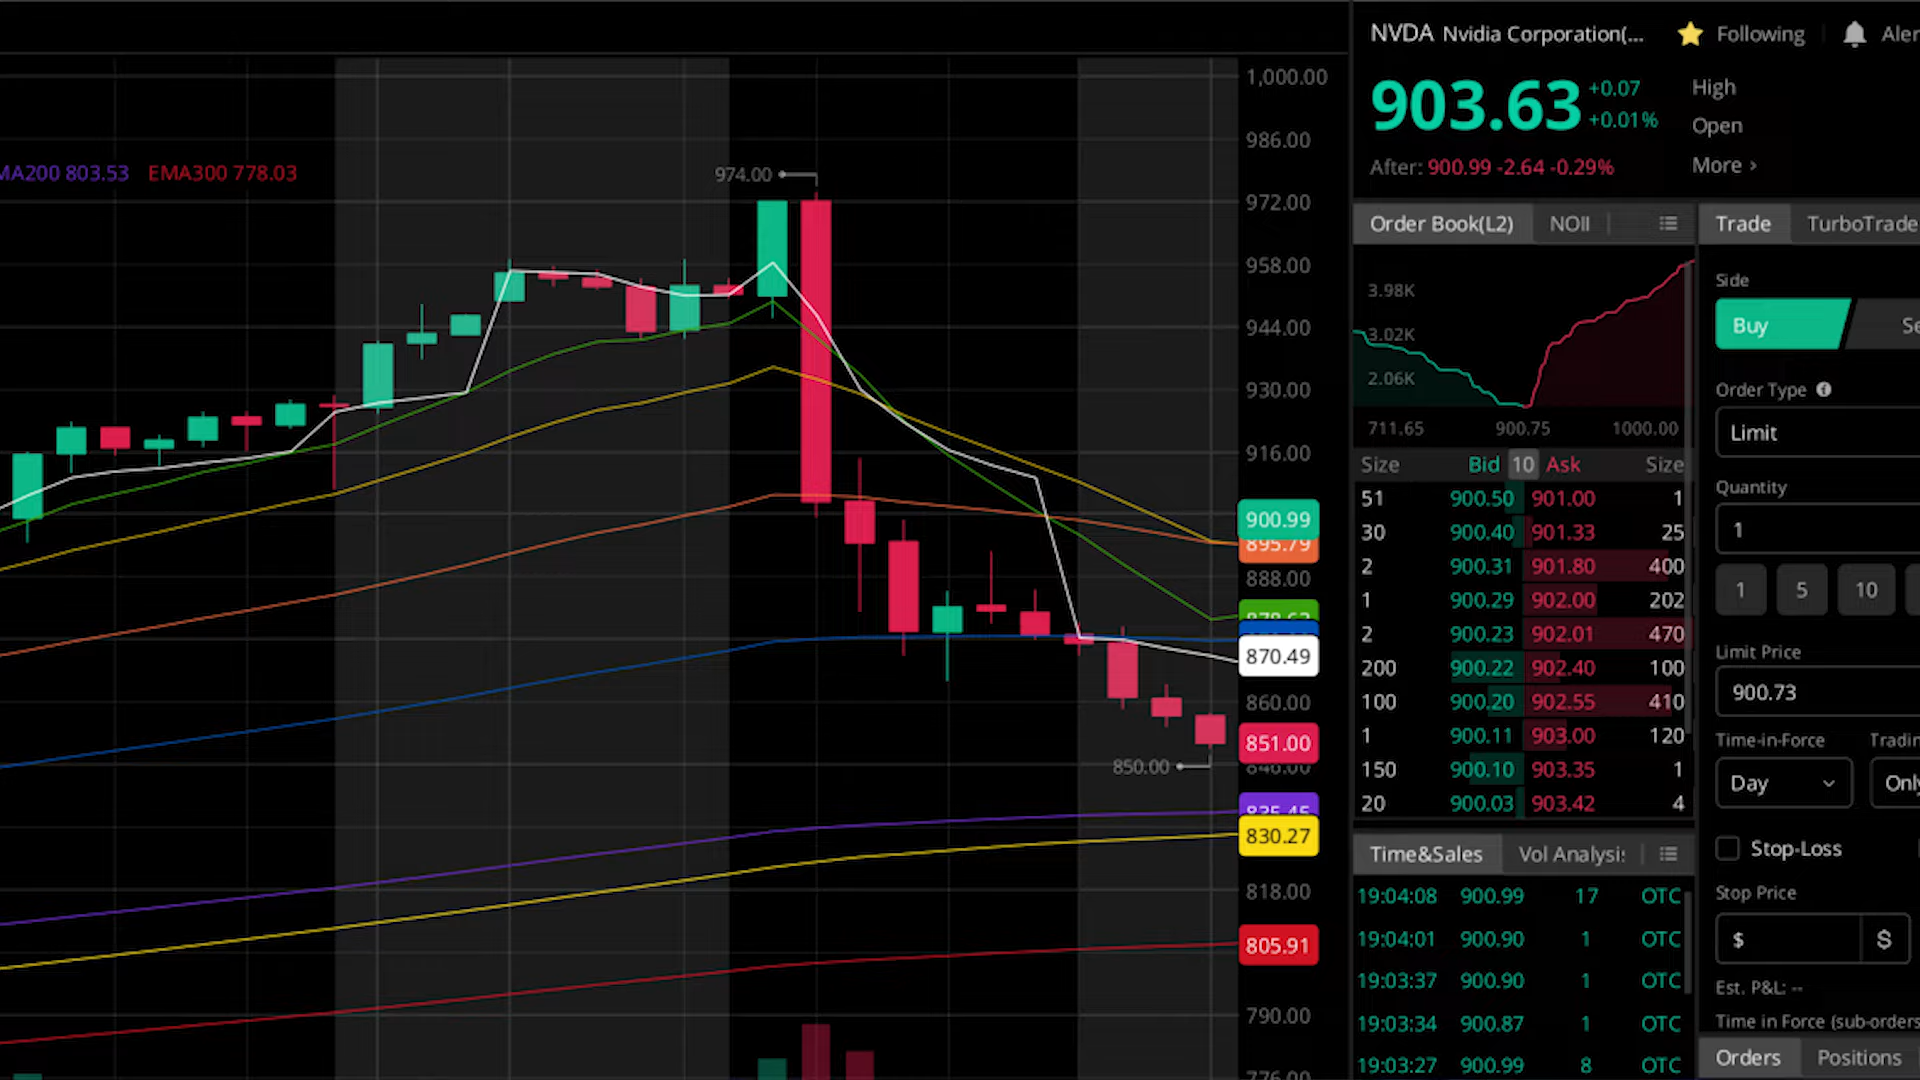 NVDA Nvidia Corporation(...
Following
Aler
903.63
+0.07
+0.01%
After: 900.99 -2.64 -0.29%
High
Open
More >
MA200 803.53 EMA300 778.03
974.00
850.00
1,000.00
986.00
972.00
958.00
944.00
930.00
916.00
900.99
895.79
888.00
870.49
860.00
851.00
846.00
835.45
830.27
818.00
805.91
790.00
776.00
Order Book(L2) NOII
3.98K
3.02K
2.06K
711.65 900.75 1000.00
Size Bid 10 Ask Size
51 900.50 901.00 1
30 900.40 901.33 25
2 900.31 901.80 400
1 900.29 902.00 202
2 900.23 902.01 470
200 900.22 902.40 100
100 900.20 902.55 410
1 900.11 903.00 120
150 900.10 903.35 1
20 900.03 903.42 4
Time&Sales Vol Analysi:
19:04:08 900.99 17 OTC
19:04:01 900.90 1 OTC
19:03:37 900.90 1 OTC
19:03:34 900.87 1 OTC
19:03:27 900.99 8 OTC
Trade TurboTrade
Side
Buy Se
Order Type
Limit
Quantity
1
1 5 10
Limit Price
900.73
Time-in-Force Tradin
Day Only
Stop-Loss
Stop Price
$ $
Est. P&L: --
Time in Force (sub-orders
Orders Positions